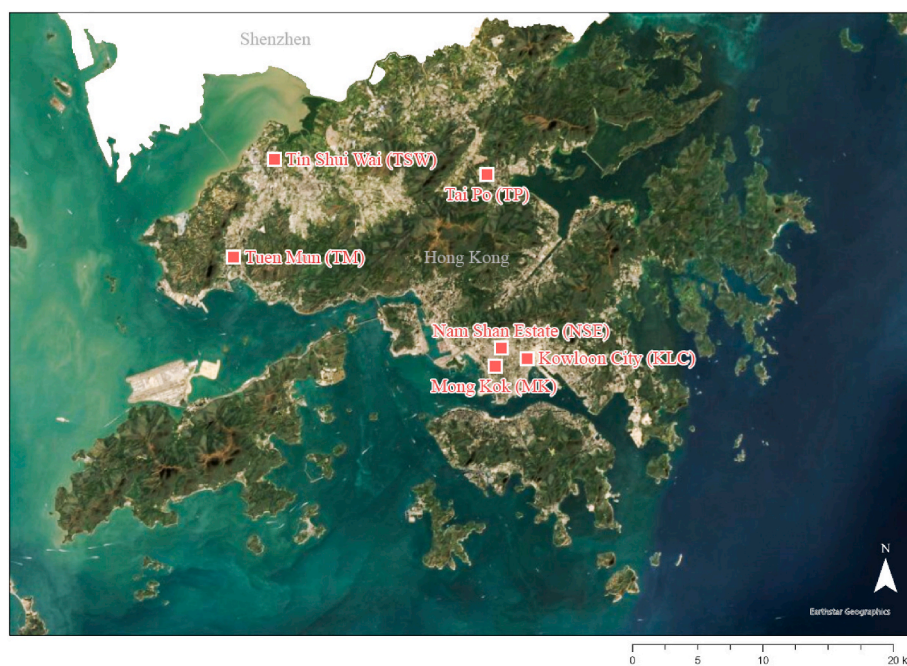 Shenzhen
Tin Shui Wai (TSW)
Tai Po (TP)
Tuen Mun (TM)
Hong Kong
Nam Shan Estate (NSE)
Kowloon City (KLC)
Mong Kok (MK)
N
Earthstar Geographics
0 5 10 20 k